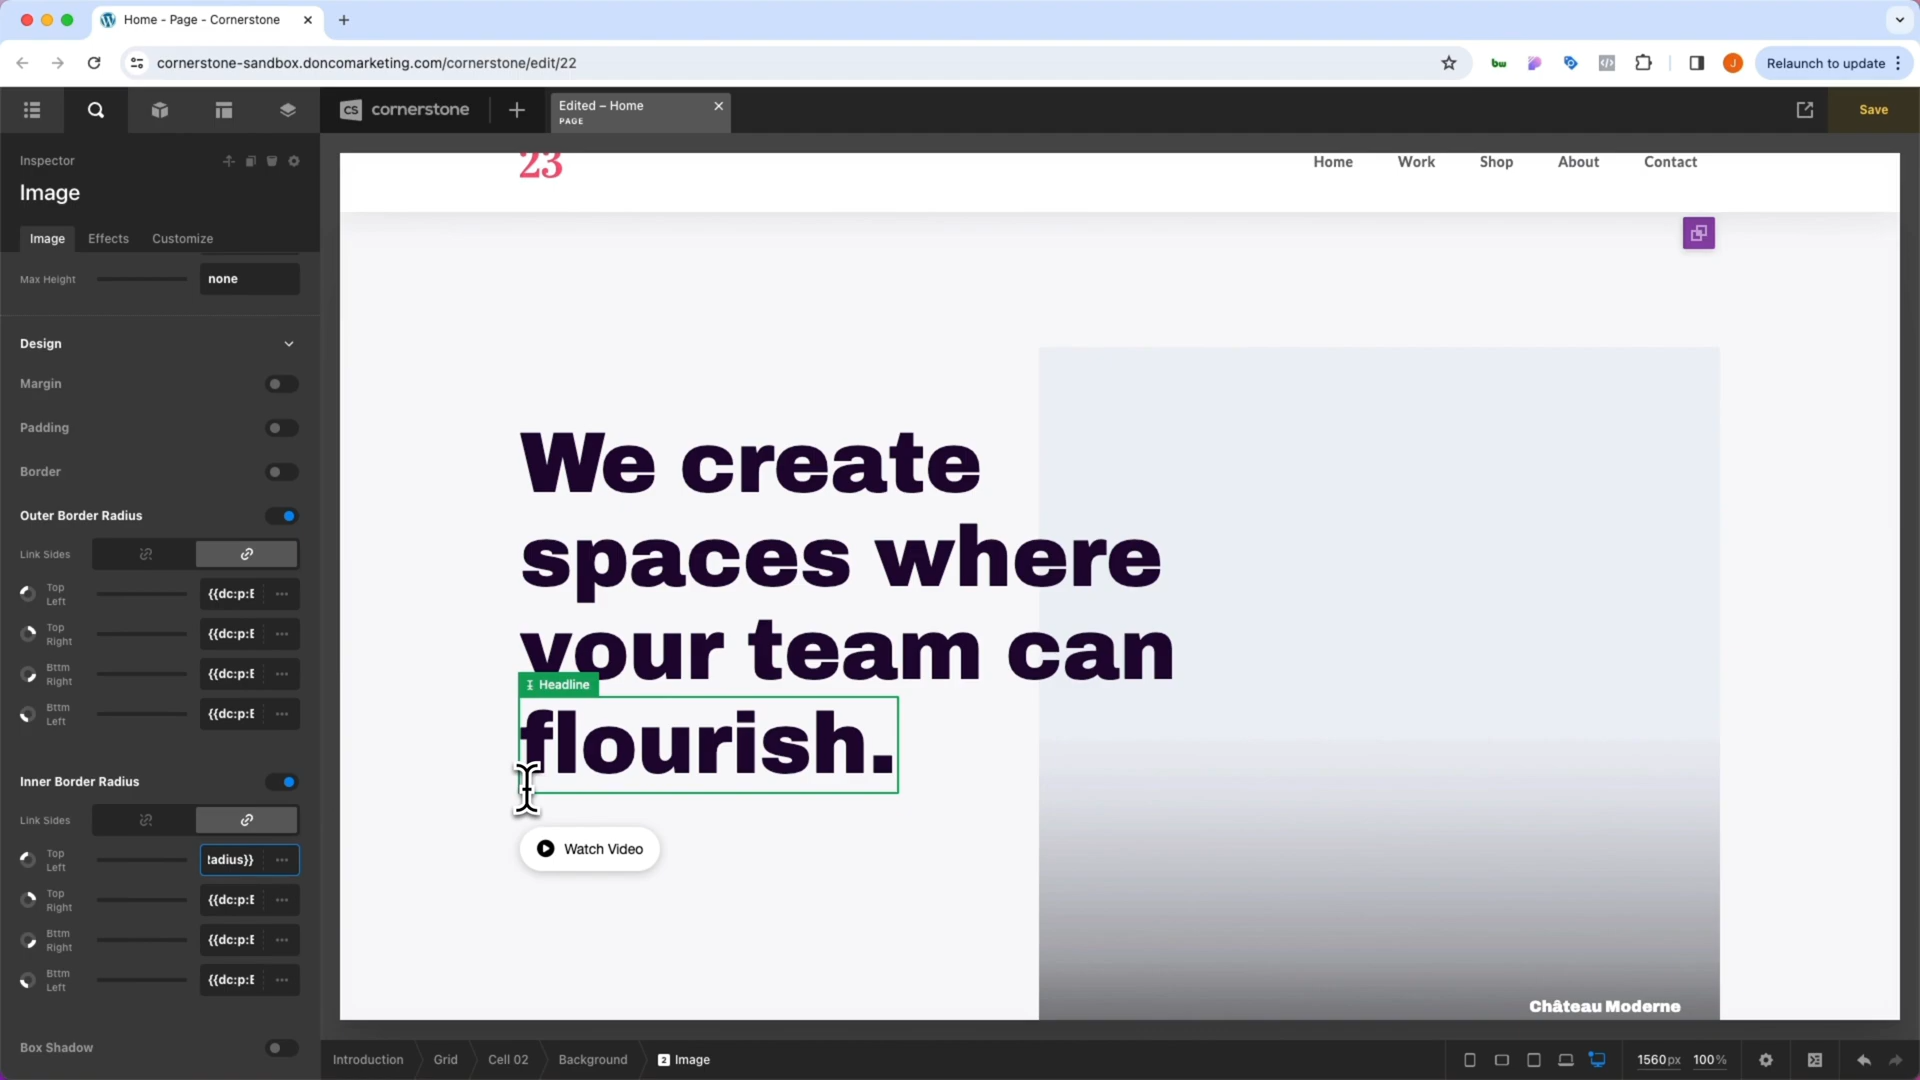 Home - Page - Cornerstone
cornerstone-sandbox.doncomarketing.com/cornerstone/edit/22
bw
J
Relaunch to update
cs cornerstone
Edited – Home
PAGE
Save
Inspector
Image
Image Effects Customize
Max Height none
Design
Margin
Padding
Border
Outer Border Radius
Link Sides
Top Left {{dc:p:E
Top Right {{dc:p:E
Bttm Right {{dc:p:E
Bttm Left {{dc:p:E
Inner Border Radius
Link Sides
Top Left Radius}}
Top Right {{dc:p:E
Bttm Right {{dc:p:E
Bttm Left {{dc:p:E
Box Shadow
23
Home Work Shop About Contact
We create
spaces where
your team can
Headline
flourish.
Watch Video
Château Moderne
Introduction Grid Cell 02 Background 2 Image
1560px 100%